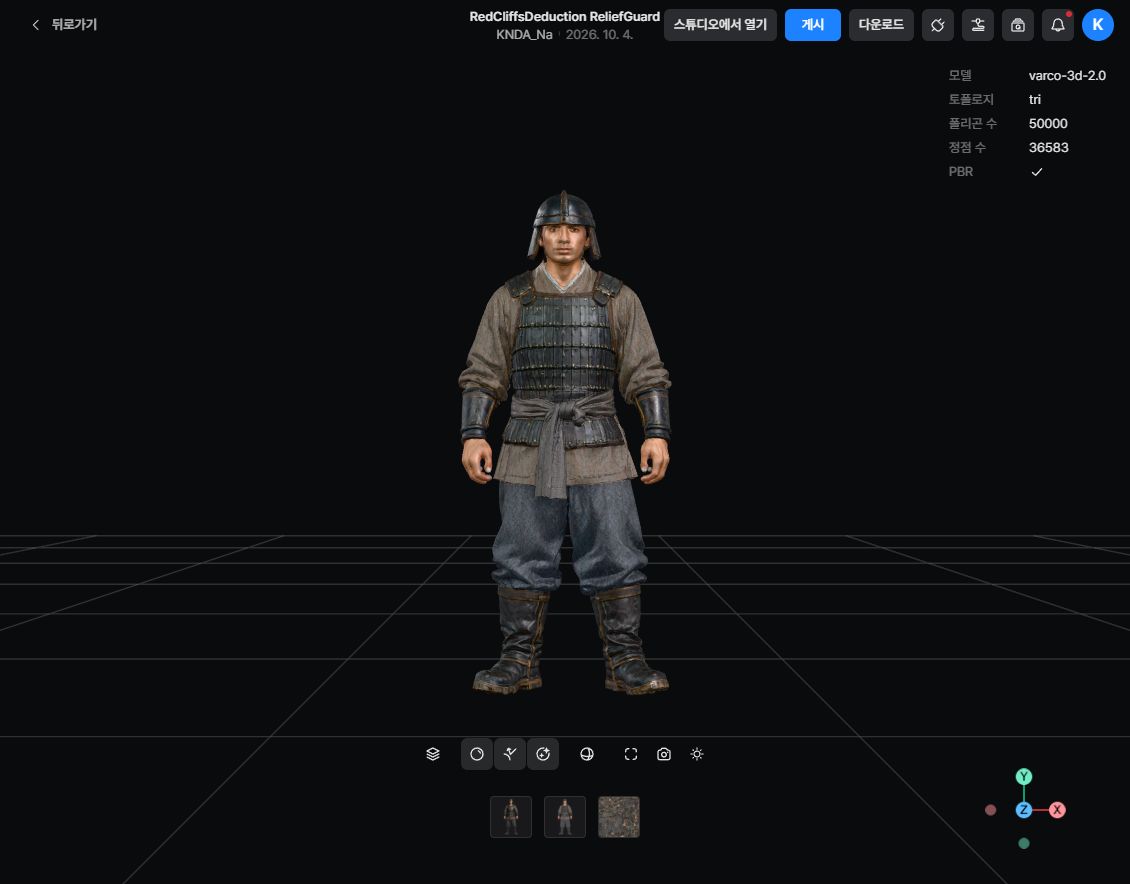 뒤로가기
RedCliffsDeduction ReliefGuard
KNDA_Na 2026. 10. 4.
스튜디오에서 열기
게시
다운로드
K
모델 varco-3d-2.0
토폴로지 tri
폴리곤 수 50000
정점 수 36583
PBR
Y
Z
X